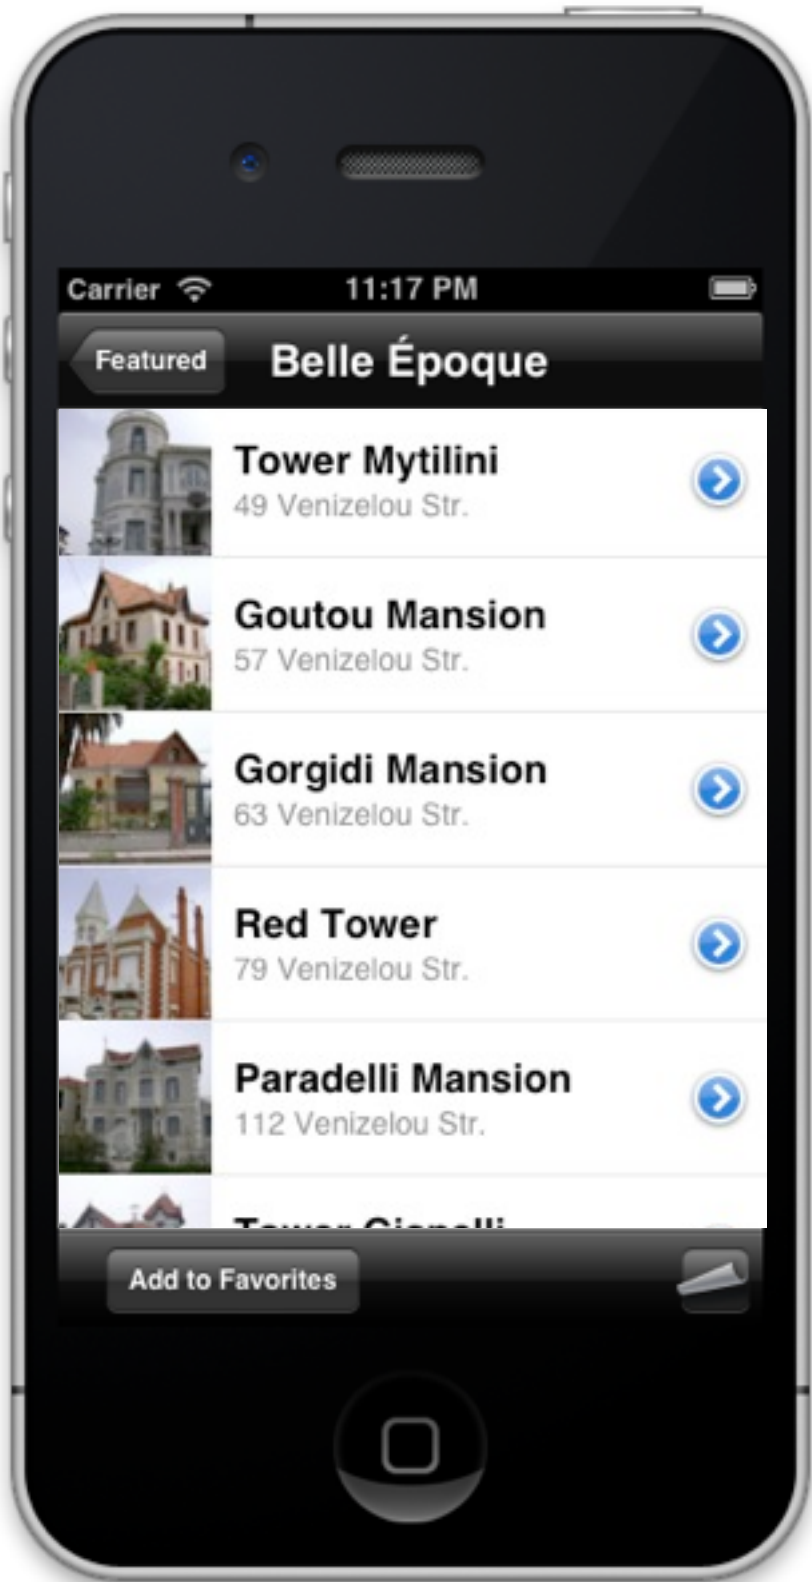 Carrier 11:17 PM
Featured Belle Époque
Tower Mytilini
49 Venizelou Str.
Goutou Mansion
57 Venizelou Str.
Gorgidi Mansion
63 Venizelou Str.
Red Tower
79 Venizelou Str.
Paradelli Mansion
112 Venizelou Str.
Tower
Add to Favorites